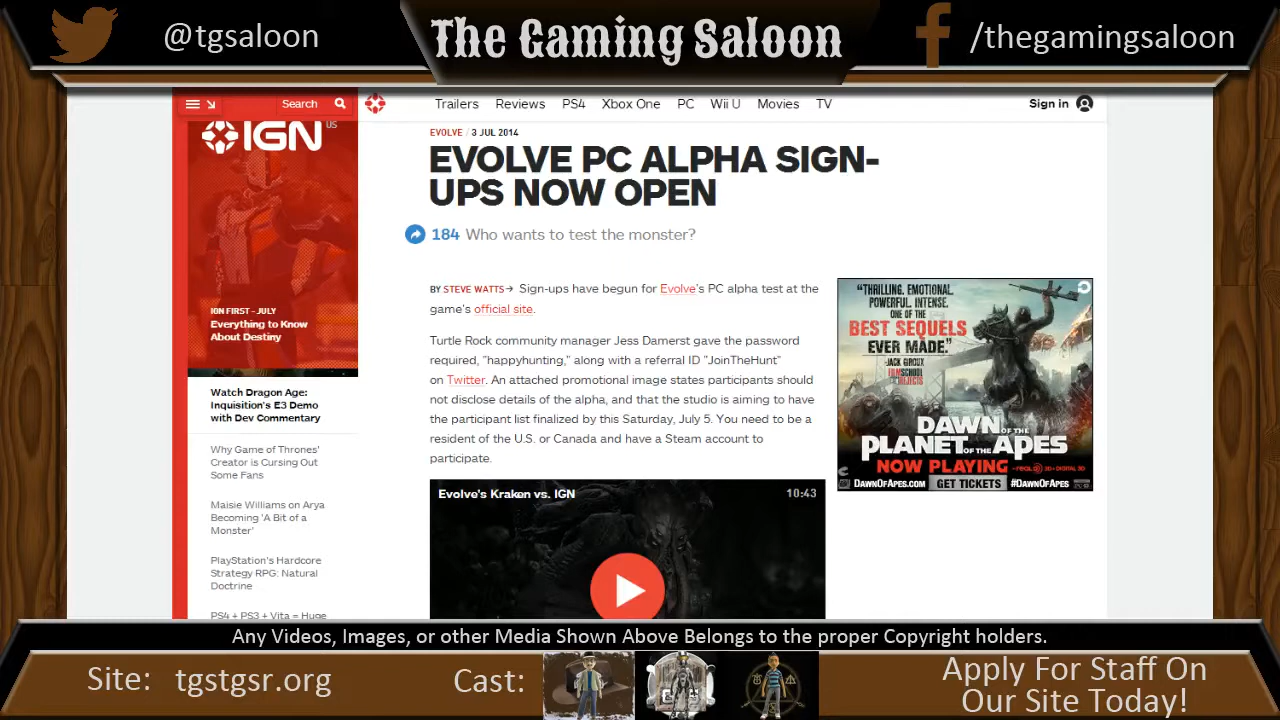 @tgsaloon
The Gaming Saloon
/thegamingsaloon
Search
Trailers Reviews PS4 Xbox One PC Wii U Movies TV
Sign in
IGN US
IGN FIRST - JULY
Everything to Know
About Destiny
Watch Dragon Age:
Inquisition's E3 Demo
with Dev Commentary
Why Game of Thrones'
Creator is Cursing Out
Some Fans
Maisie Williams on Arya
Becoming 'A Bit of a
Monster'
PlayStation's Hardcore
Strategy RPG: Natural
Doctrine
PS4 + PS3 + Vita = Huge
EVOLVE / 3 JUL 2014
EVOLVE PC ALPHA SIGN-
UPS NOW OPEN
184 Who wants to test the monster?
BY STEVE WATTS Sign-ups have begun for Evolve's PC alpha test at the
game's official site.
Turtle Rock community manager Jess Damerst gave the password
required, "happyhunting," along with a referral ID "JoinTheHunt"
on Twitter. An attached promotional image states participants should
not disclose details of the alpha, and that the studio is aiming to have
the participant list finalized by this Saturday, July 5. You need to be a
resident of the U.S. or Canada and have a Steam account to
participate.
Evolve's Kraken vs. IGN 10:43
"THRILLING. EMOTIONAL.
POWERFUL. INTENSE.
ONE OF THE
BEST SEQUELS
EVER MADE."
-JACK GIROUX
FILM SCHOOL
REJECTS
DAWN OF THE
PLANET OF THE APES
NOW PLAYING REAL D 3D + DIGITAL 3D
DAWNOFAPES.COM GET TICKETS #DAWNOFAPES
Any Videos, Images, or other Media Shown Above Belongs to the proper Copyright holders.
Site: tgstgsr.org
Cast:
Apply For Staff On
Our Site Today!